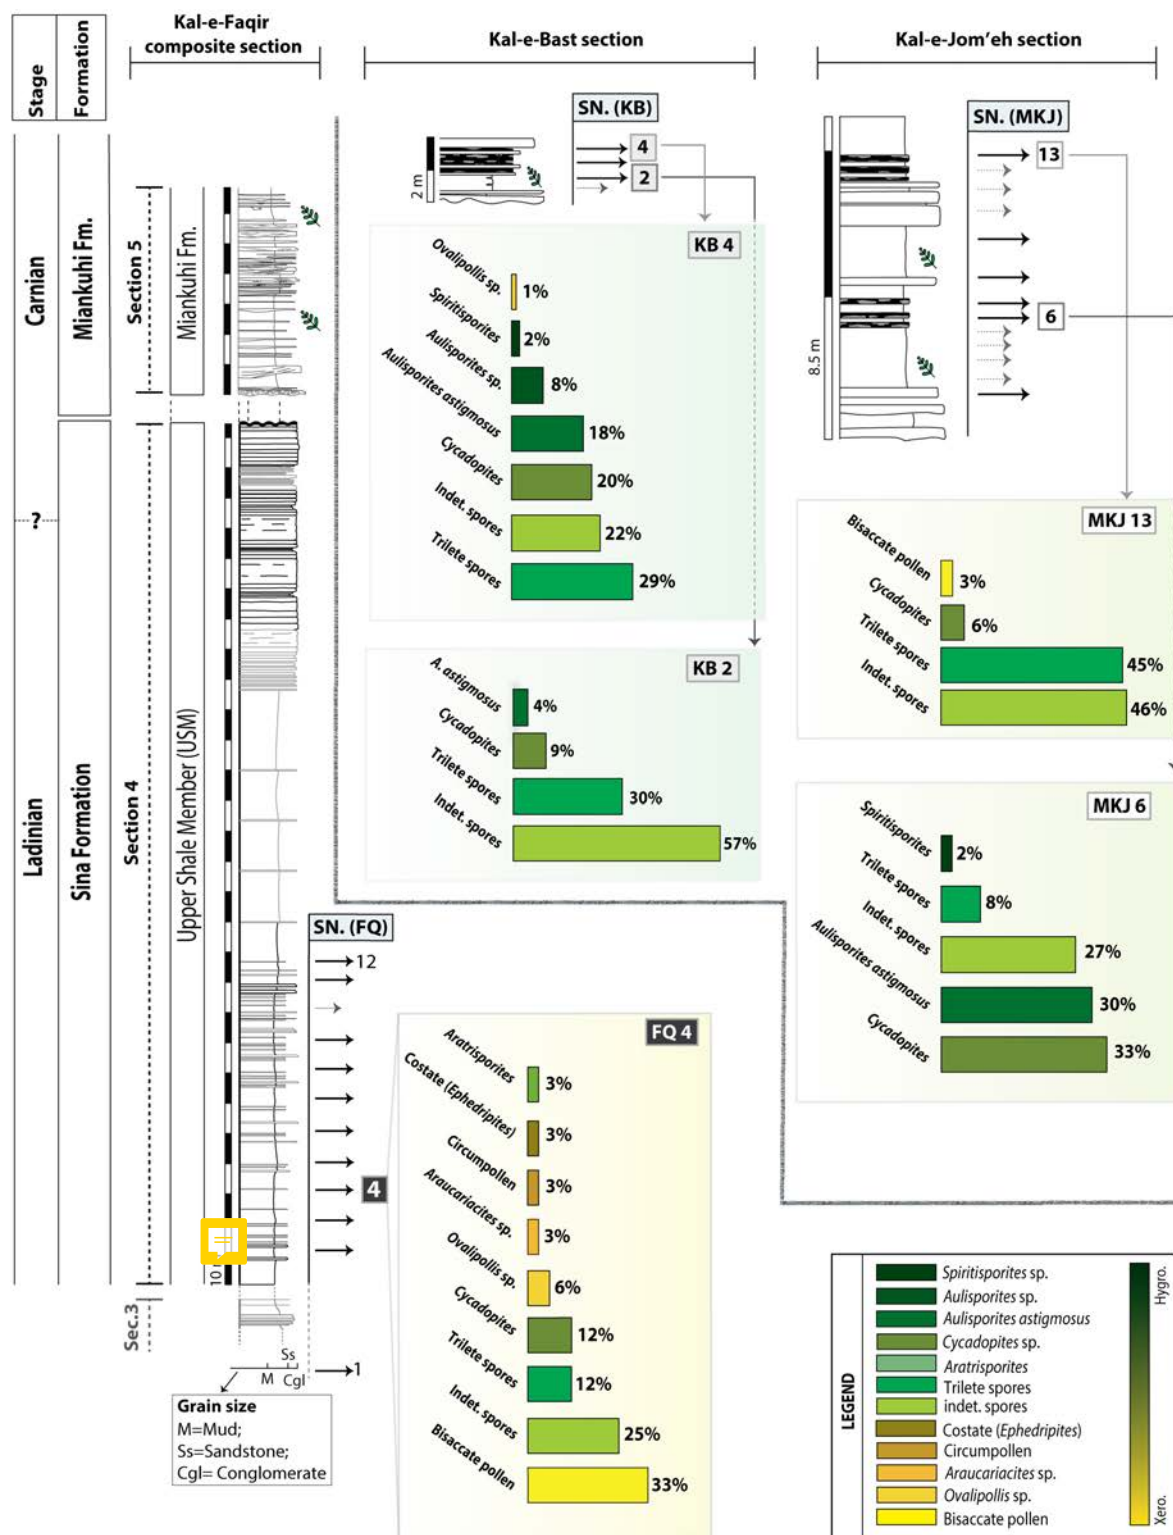 Stage
Formation
Kal-e-Faqir
composite section
Kal-e-Bast section
Kal-e-Jom'eh section
Carnian
Miankuhi Fm.
Section 5
Miankuhi Fm.
?
Ladinian
Sina Formation
Section 4
Upper Shale Member (USM)
Sec.3
10 m
SN. (KB)
4
2
2 m
KB 4
Ovalipollis sp.
1%
Spiritisporites
2%
Aulisporites sp.
8%
Aulisporites astigmosus
18%
Cycadopites
20%
Indet. spores
22%
Trilete spores
29%
KB 2
A. astigmosus
4%
Cycadopites
9%
Trilete spores
30%
Indet. spores
57%
SN. (MKJ)
13
6
8.5 m
MKJ 13
Bisaccate pollen
3%
Cycadopites
6%
Trilete spores
45%
Indet. spores
46%
MKJ 6
Spiritisporites
2%
Trilete spores
8%
Indet. spores
27%
Aulisporites astigmosus
30%
Cycadopites
33%
SN. (FQ)
12
4
1
FQ 4
Aratrisporites
3%
Costate (Ephedripites)
3%
Circumpollen
3%
Araucariacites sp.
3%
Ovalipollis sp.
6%
Cycadopites
12%
Trilete spores
12%
Indet. spores
25%
Bisaccate pollen
33%
Ss
M Cgl
Grain size
M=Mud;
Ss=Sandstone;
Cgl= Conglomerate
LEGEND
Spiritisporites sp.
Aulisporites sp.
Aulisporites astigmosus
Cycadopites sp.
Aratrisporites
Trilete spores
indet. spores
Costate (Ephedripites)
Circumpollen
Araucariacites sp.
Ovalipollis sp.
Bisaccate pollen
Hygro.
Xero.